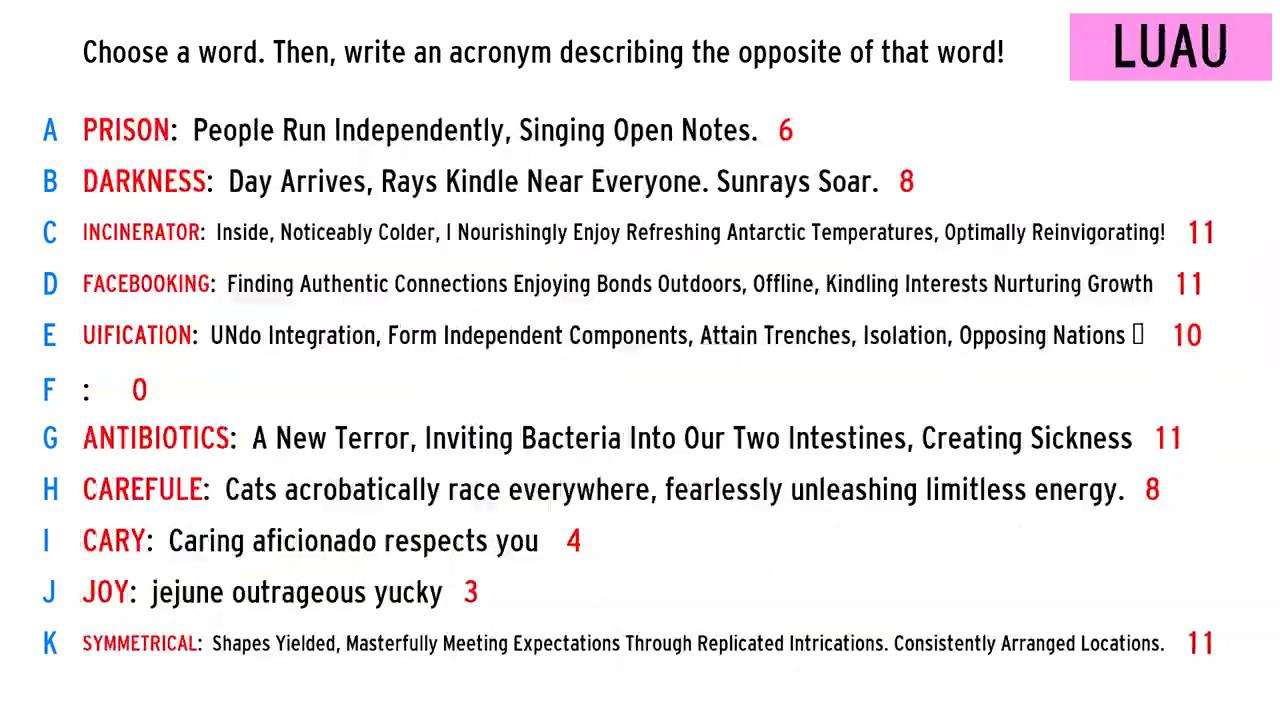 Choose a word. Then, write an acronym describing the opposite of that word!
LUAU
A PRISON: People Run Independently, Singing Open Notes. 6
B DARKNESS: Day Arrives, Rays Kindle Near Everyone. Sunrays Soar. 8
C INCINERATOR: Inside, Noticeably Colder, I Nourishingly Enjoy Refreshing Antarctic Temperatures, Optimally Reinvigorating! 11
D FACEBOOKING: Finding Authentic Connections Enjoying Bonds Outdoors, Offline, Kindling Interests Nurturing Growth 11
E UIFICATION: UNdo Integration, Form Independent Components, Attain Trenches, Isolation, Opposing Nations 10
F : 0
G ANTIBIOTICS: A New Terror, Inviting Bacteria Into Our Two Intestines, Creating Sickness 11
H CAREFULE: Cats acrobatically race everywhere, fearlessly unleashing limitless energy. 8
I CARY: Caring aficionado respects you 4
J JOY: jejune outrageous yucky 3
K SYMMETRICAL: Shapes Yielded, Masterfully Meeting Expectations Through Replicated Intrications. Consistently Arranged Locations. 11